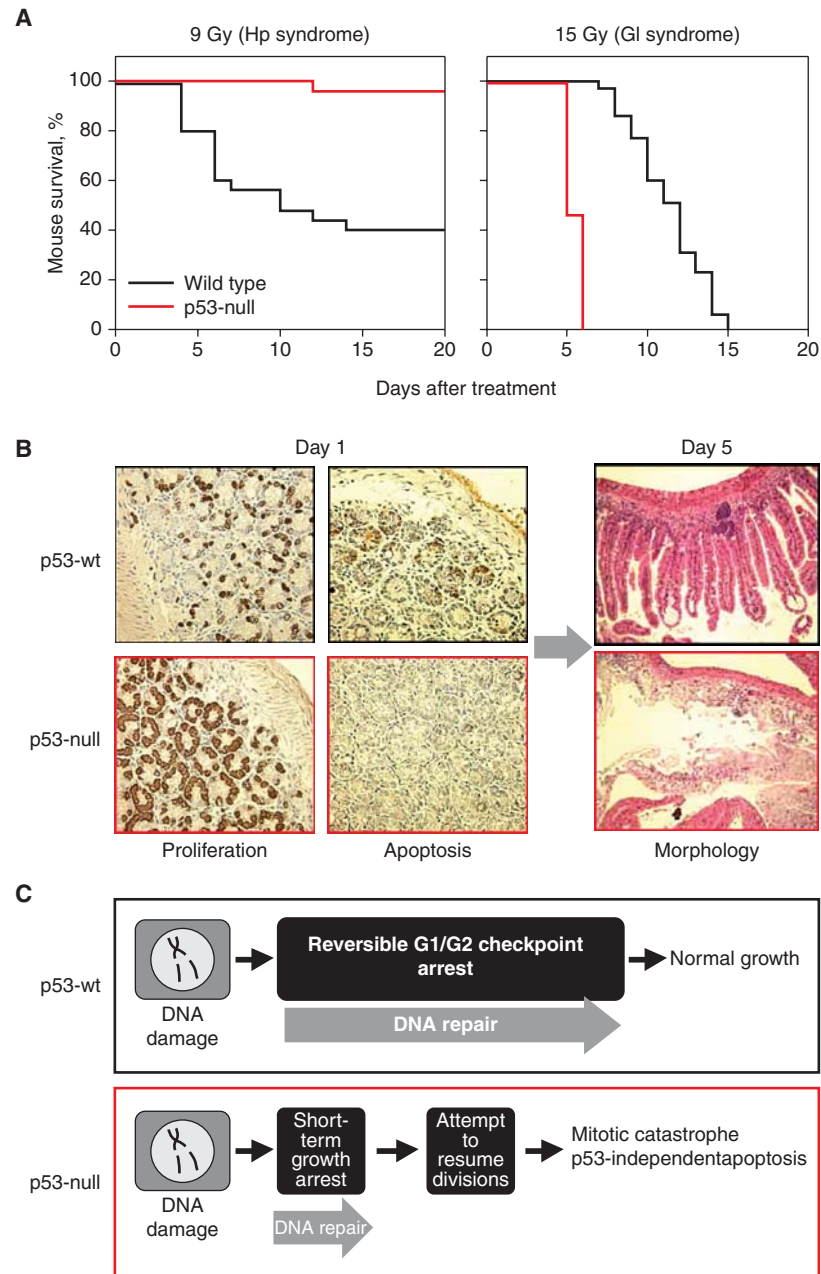 A
9 Gy (Hp syndrome)
15 Gy (GI syndrome)
Mouse survival, %
100
80
60
40
20
0
Wild type
p53-null
0 5 10 15 20
0 5 10 15 20
Days after treatment
B
Day 1
Day 5
p53-wt
p53-null
Proliferation
Apoptosis
Morphology
C
p53-wt
DNA
damage
Reversible G1/G2 checkpoint
arrest
DNA repair
Normal growth
p53-null
DNA
damage
Short-
term
growth
arrest
DNA repair
Attempt
to
resume
divisions
Mitotic catastrophe
p53-independentapoptosis